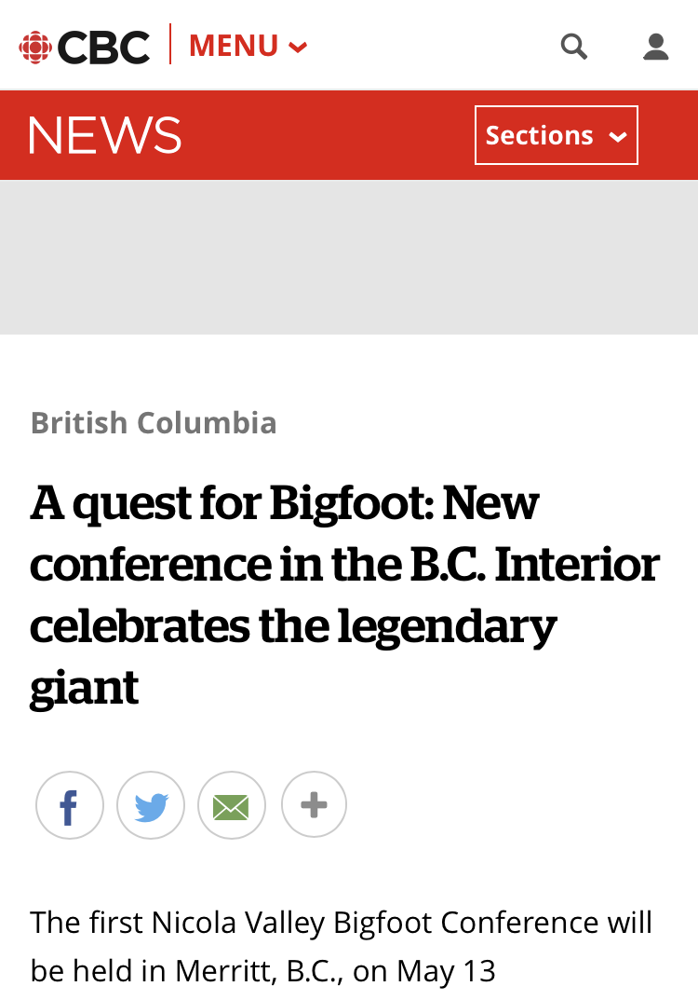 CBC MENU
NEWS Sections
British Columbia
A quest for Bigfoot: New
conference in the B.C. Interior
celebrates the legendary
giant
The first Nicola Valley Bigfoot Conference will
be held in Merritt, B.C., on May 13